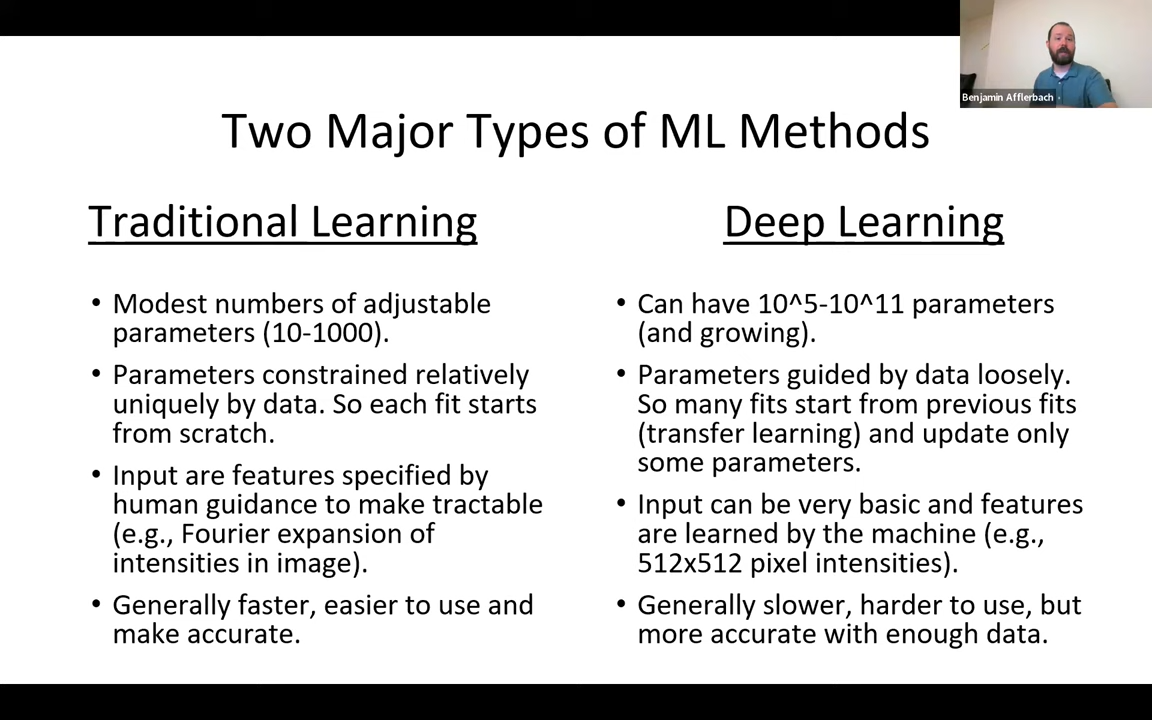 Benjamin Afflerbach
Two Major Types of ML Methods
Traditional Learning
• Modest numbers of adjustable
parameters (10-1000).
• Parameters constrained relatively
uniquely by data. So each fit starts
from scratch.
• Input are features specified by
human guidance to make tractable
(e.g., Fourier expansion of
intensities in image).
• Generally faster, easier to use and
make accurate.
Deep Learning
• Can have 10^5-10^11 parameters
(and growing).
• Parameters guided by data loosely.
So many fits start from previous fits
(transfer learning) and update only
some parameters.
• Input can be very basic and features
are learned by the machine (e.g.,
512x512 pixel intensities).
• Generally slower, harder to use, but
more accurate with enough data.